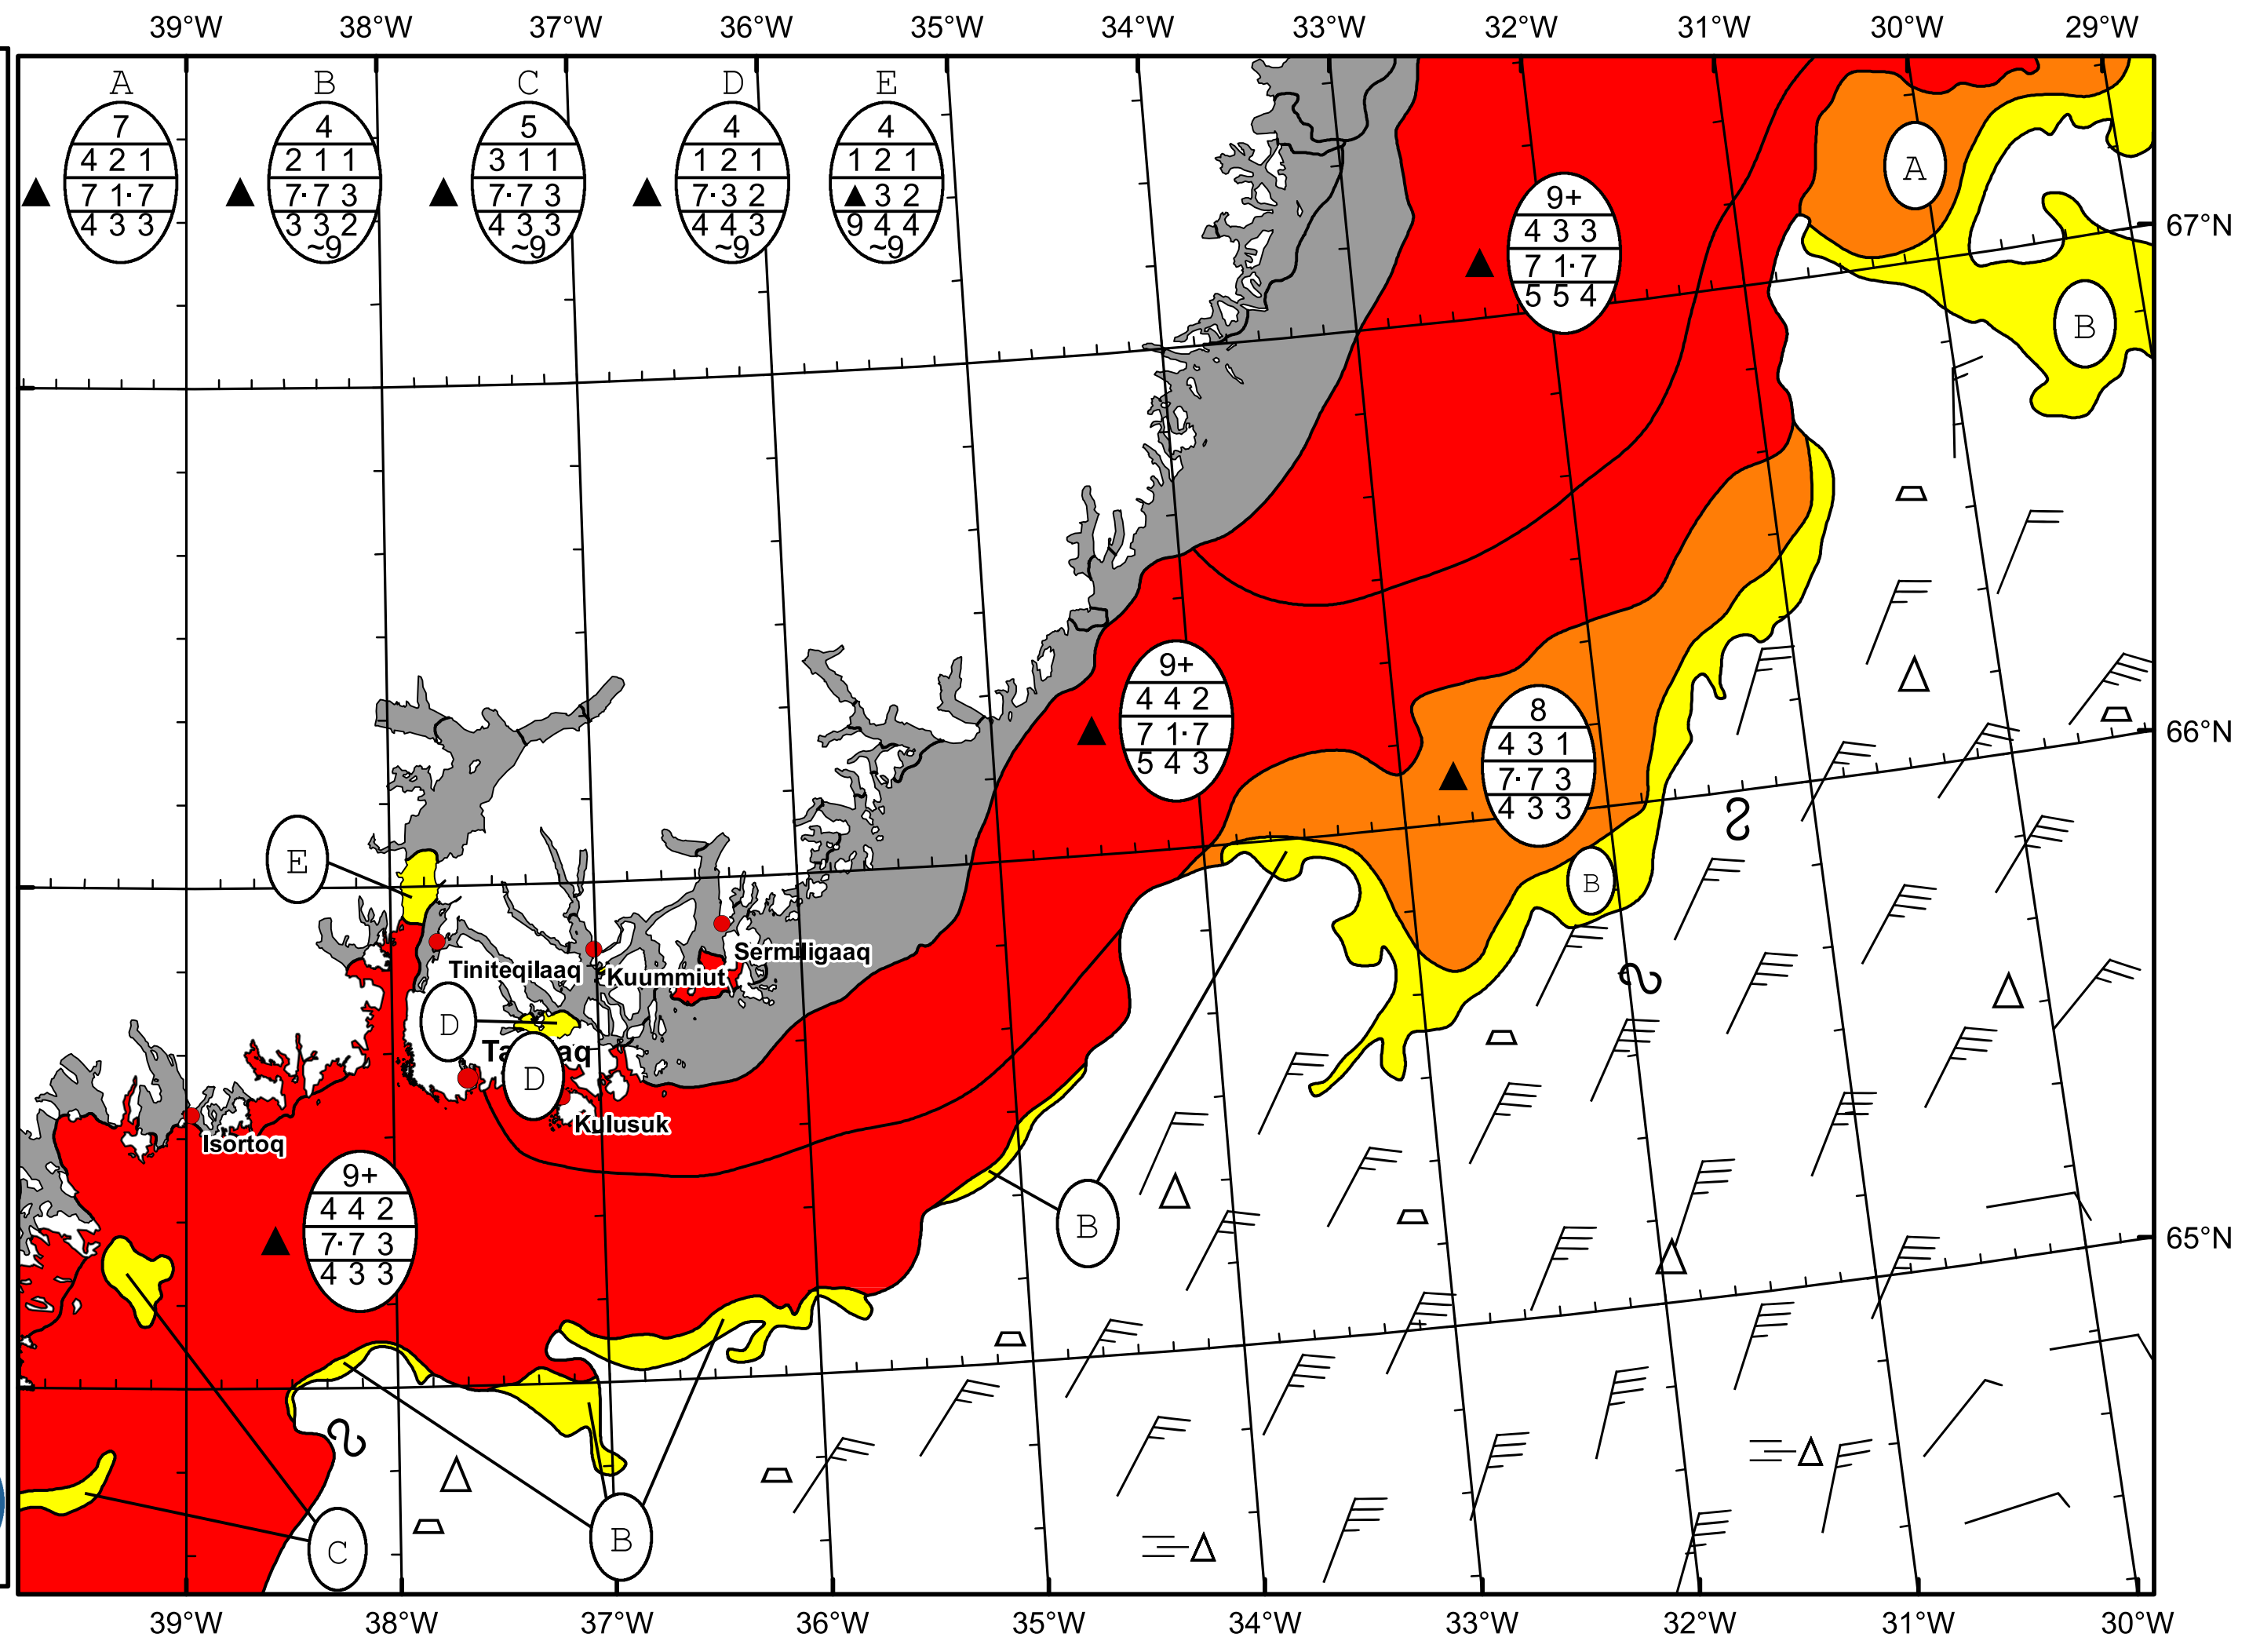 39°W 38°W 37°W 36°W 35°W 34°W 33°W 32°W 31°W 30°W 29°W
A B C D E
7
4 2 1
7 1· 7
4 3 3
4
2 1 1
7· 7 3
3 3 2
~9
5
3 1 1
7· 7 3
4 3 3
~9
4
1 2 1
7· 3 2
4 4 3
~9
4
1 2 1
▲ 3 2
9 4 4
~9
A
9+
4 3 3
7 1· 7
5 5 4
67°N
B
9+
4 4 2
7 1· 7
5 4 3
8
4 3 1
7· 7 3
4 3 3
66°N
E
B
Sermiligaaq
Tiniteqilaaq
Kuummiut
D
D
Kulusuk
Isortoq
9+
4 4 2
7· 7 3
4 3 3
B
65°N
C
B
39°W 38°W 37°W 36°W 35°W 34°W 33°W 32°W 31°W 30°W